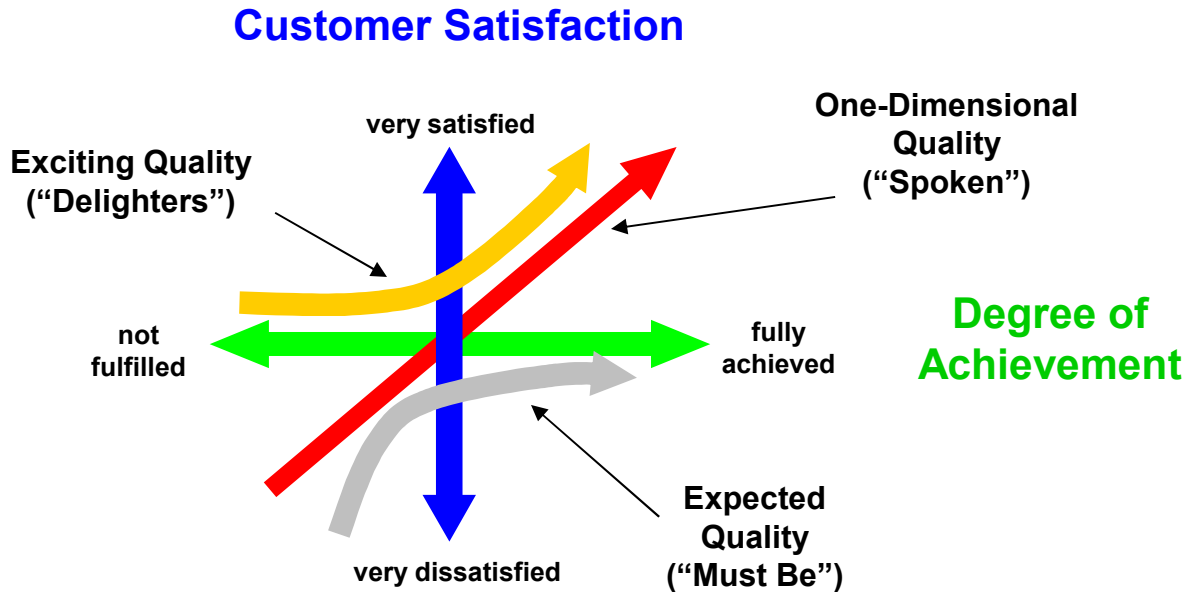 Customer Satisfaction
very satisfied
One-Dimensional
Quality
(“Spoken”)
Exciting Quality
(“Delighters”)
not
fulfilled
fully
achieved
Degree of
Achievement
Expected
Quality
(“Must Be”)
very dissatisfied